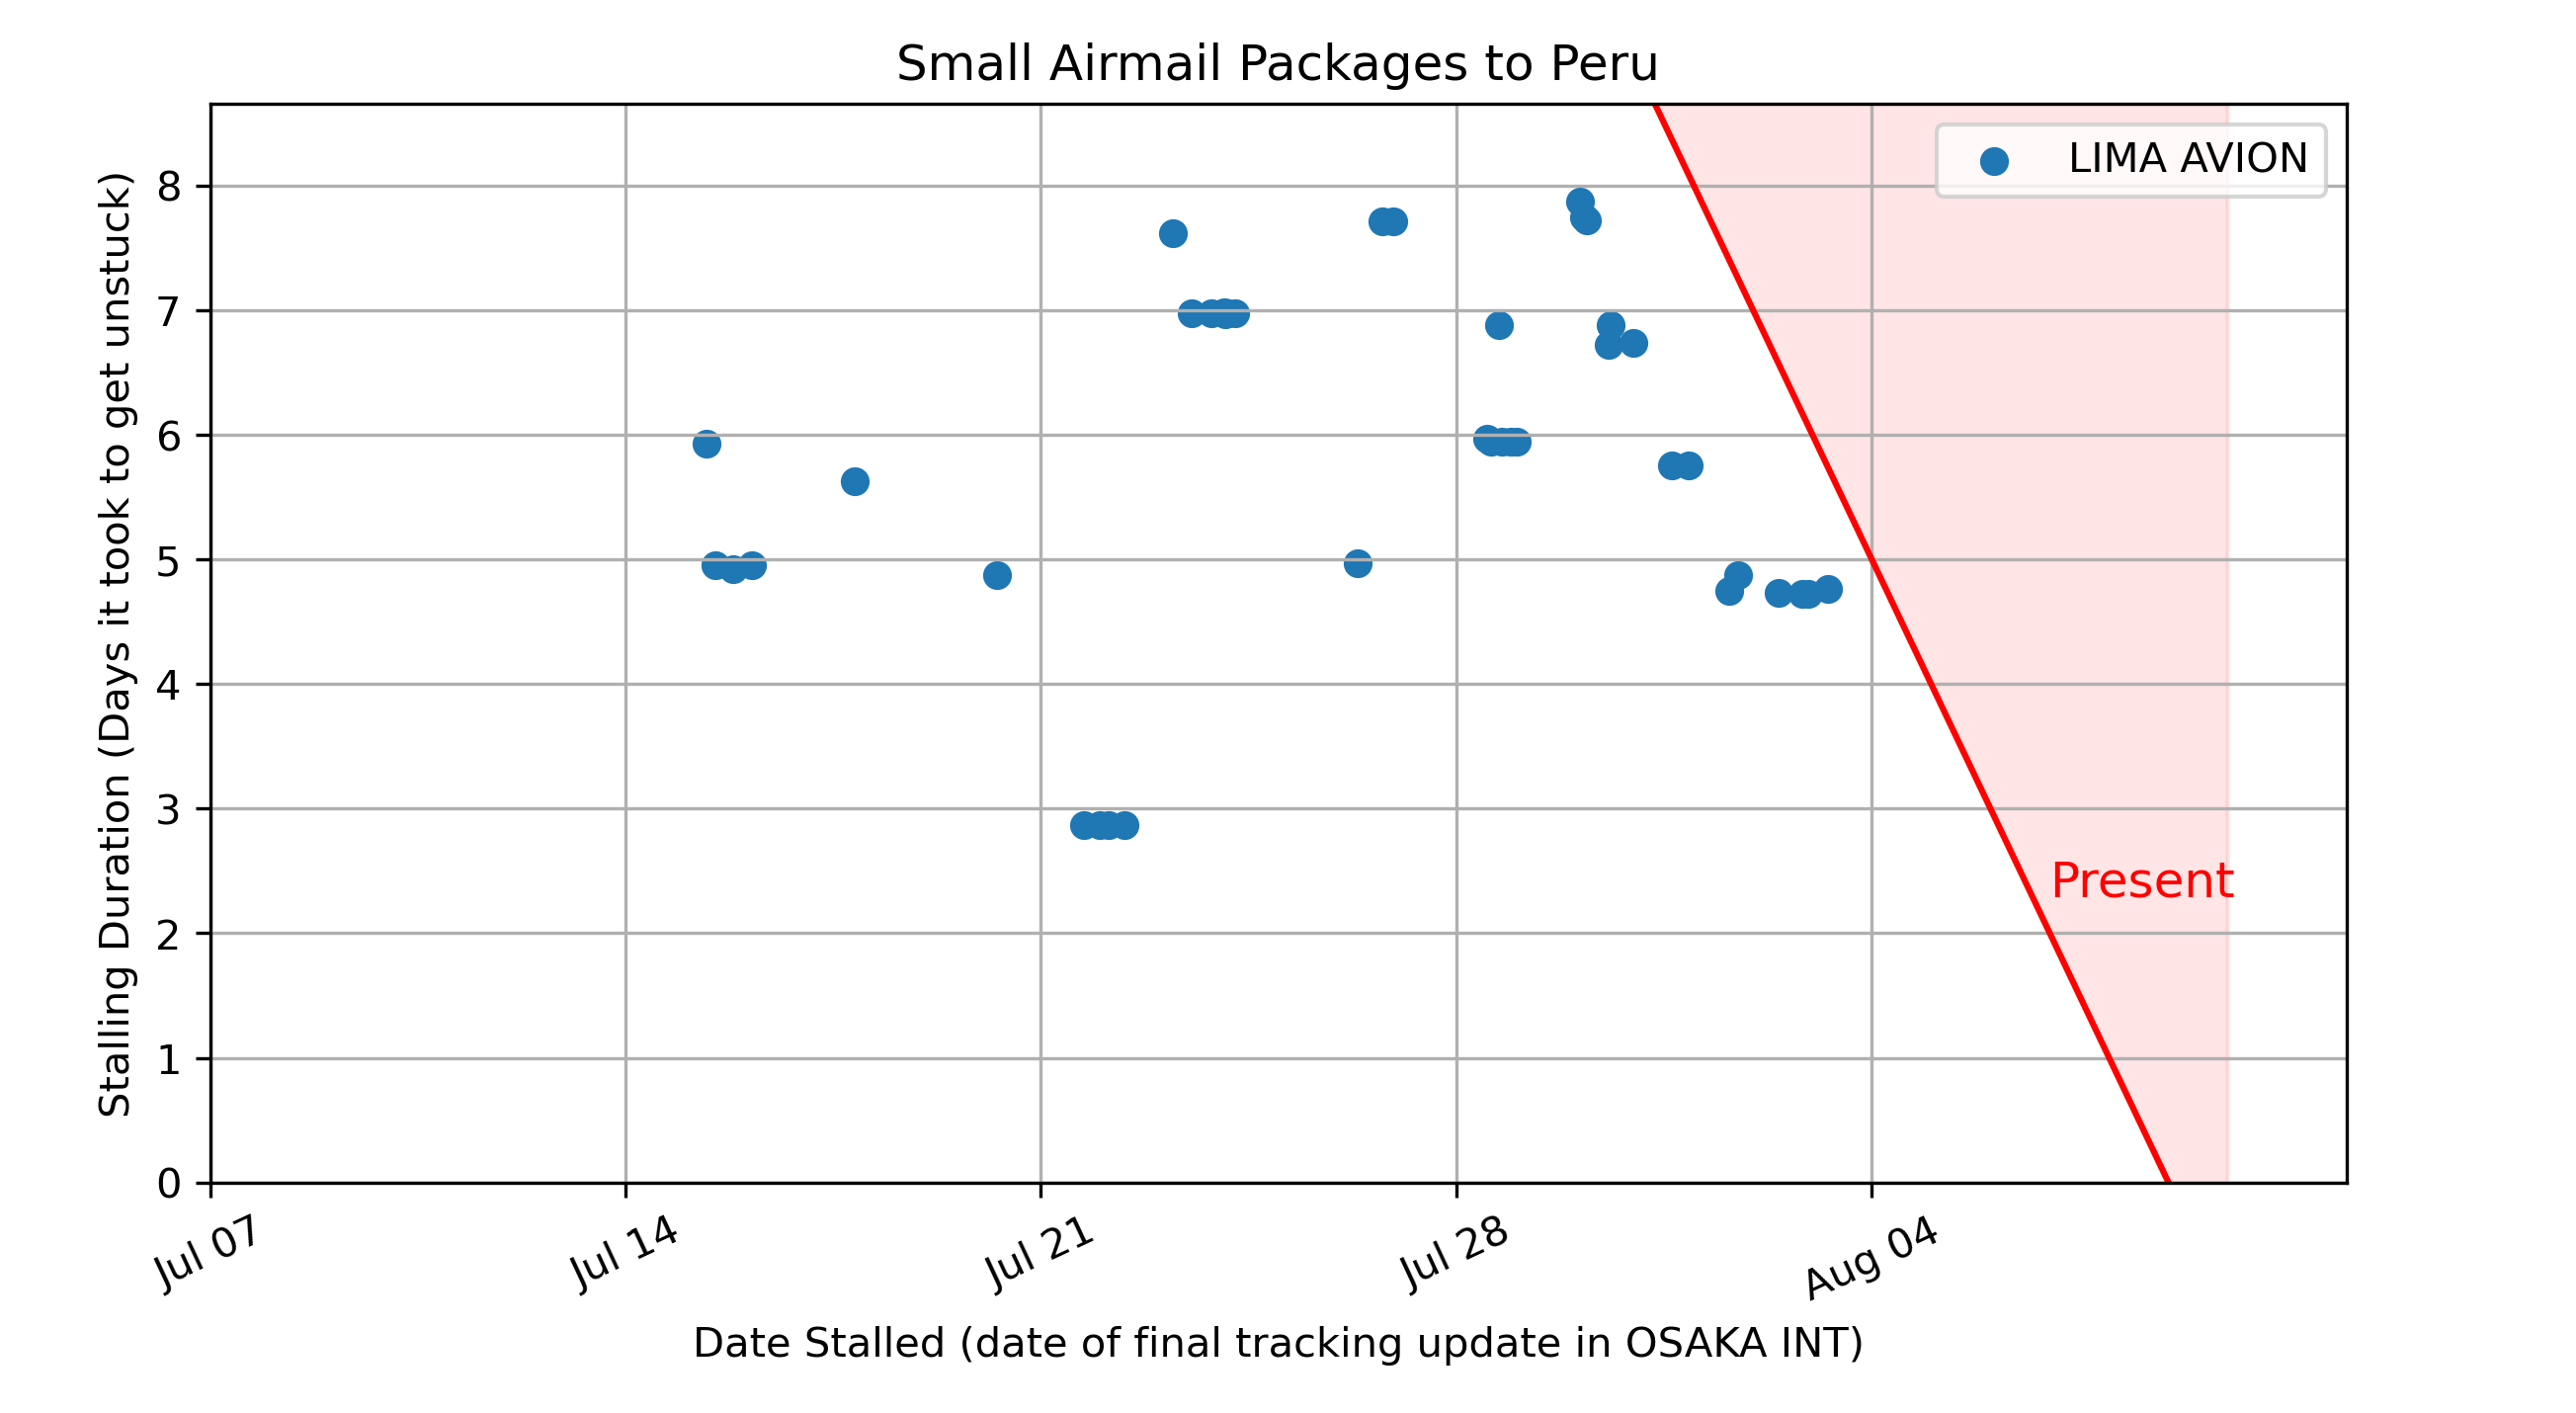 Small Airmail Packages to Peru
LIMA AVION
Stalling Duration (Days it took to get unstuck)
8
7
6
5
4
3
2
1
0
Present
Jul 07
Jul 14
Jul 21
Jul 28
Aug 04
Date Stalled (date of final tracking update in OSAKA INT)